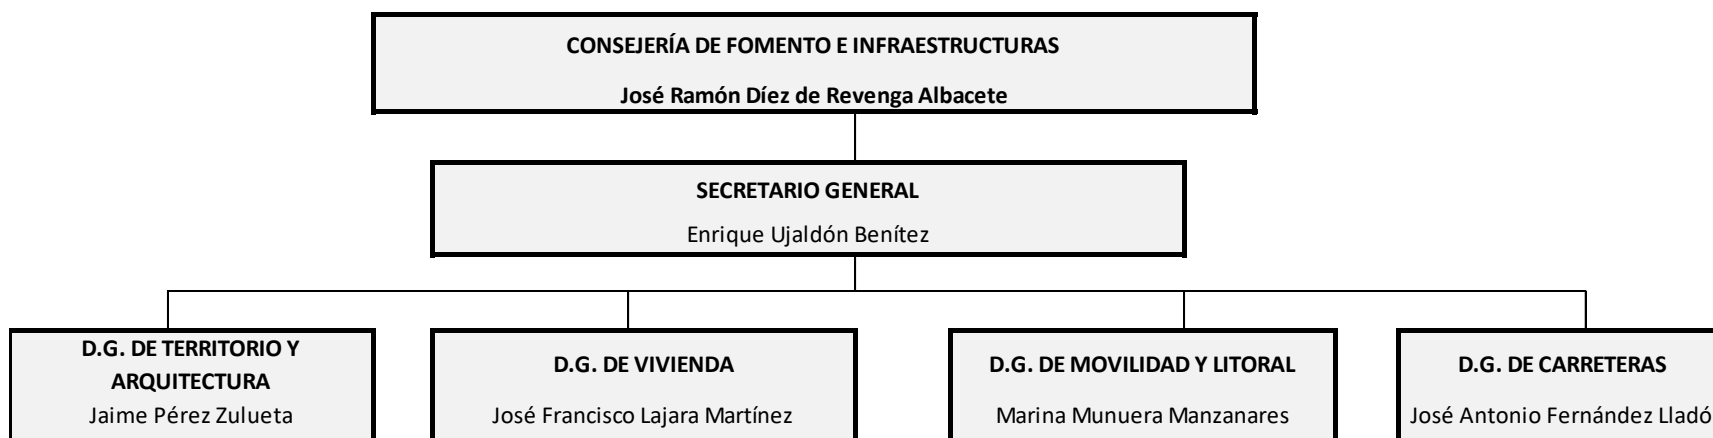 CONSEJERÍA DE FOMENTO E INFRAESTRUCTURAS
José Ramón Díez de Revenga Albacete
SECRETARIO GENERAL
Enrique Ujaldón Benítez
D.G. DE TERRITORIO Y
ARQUITECTURA
Jaime Pérez Zulueta
D.G. DE VIVIENDA
José Francisco Lajara Martínez
D.G. DE MOVILIDAD Y LITORAL
Marina Munuera Manzanares
D.G. DE CARRETERAS
José Antonio Fernández Lladó